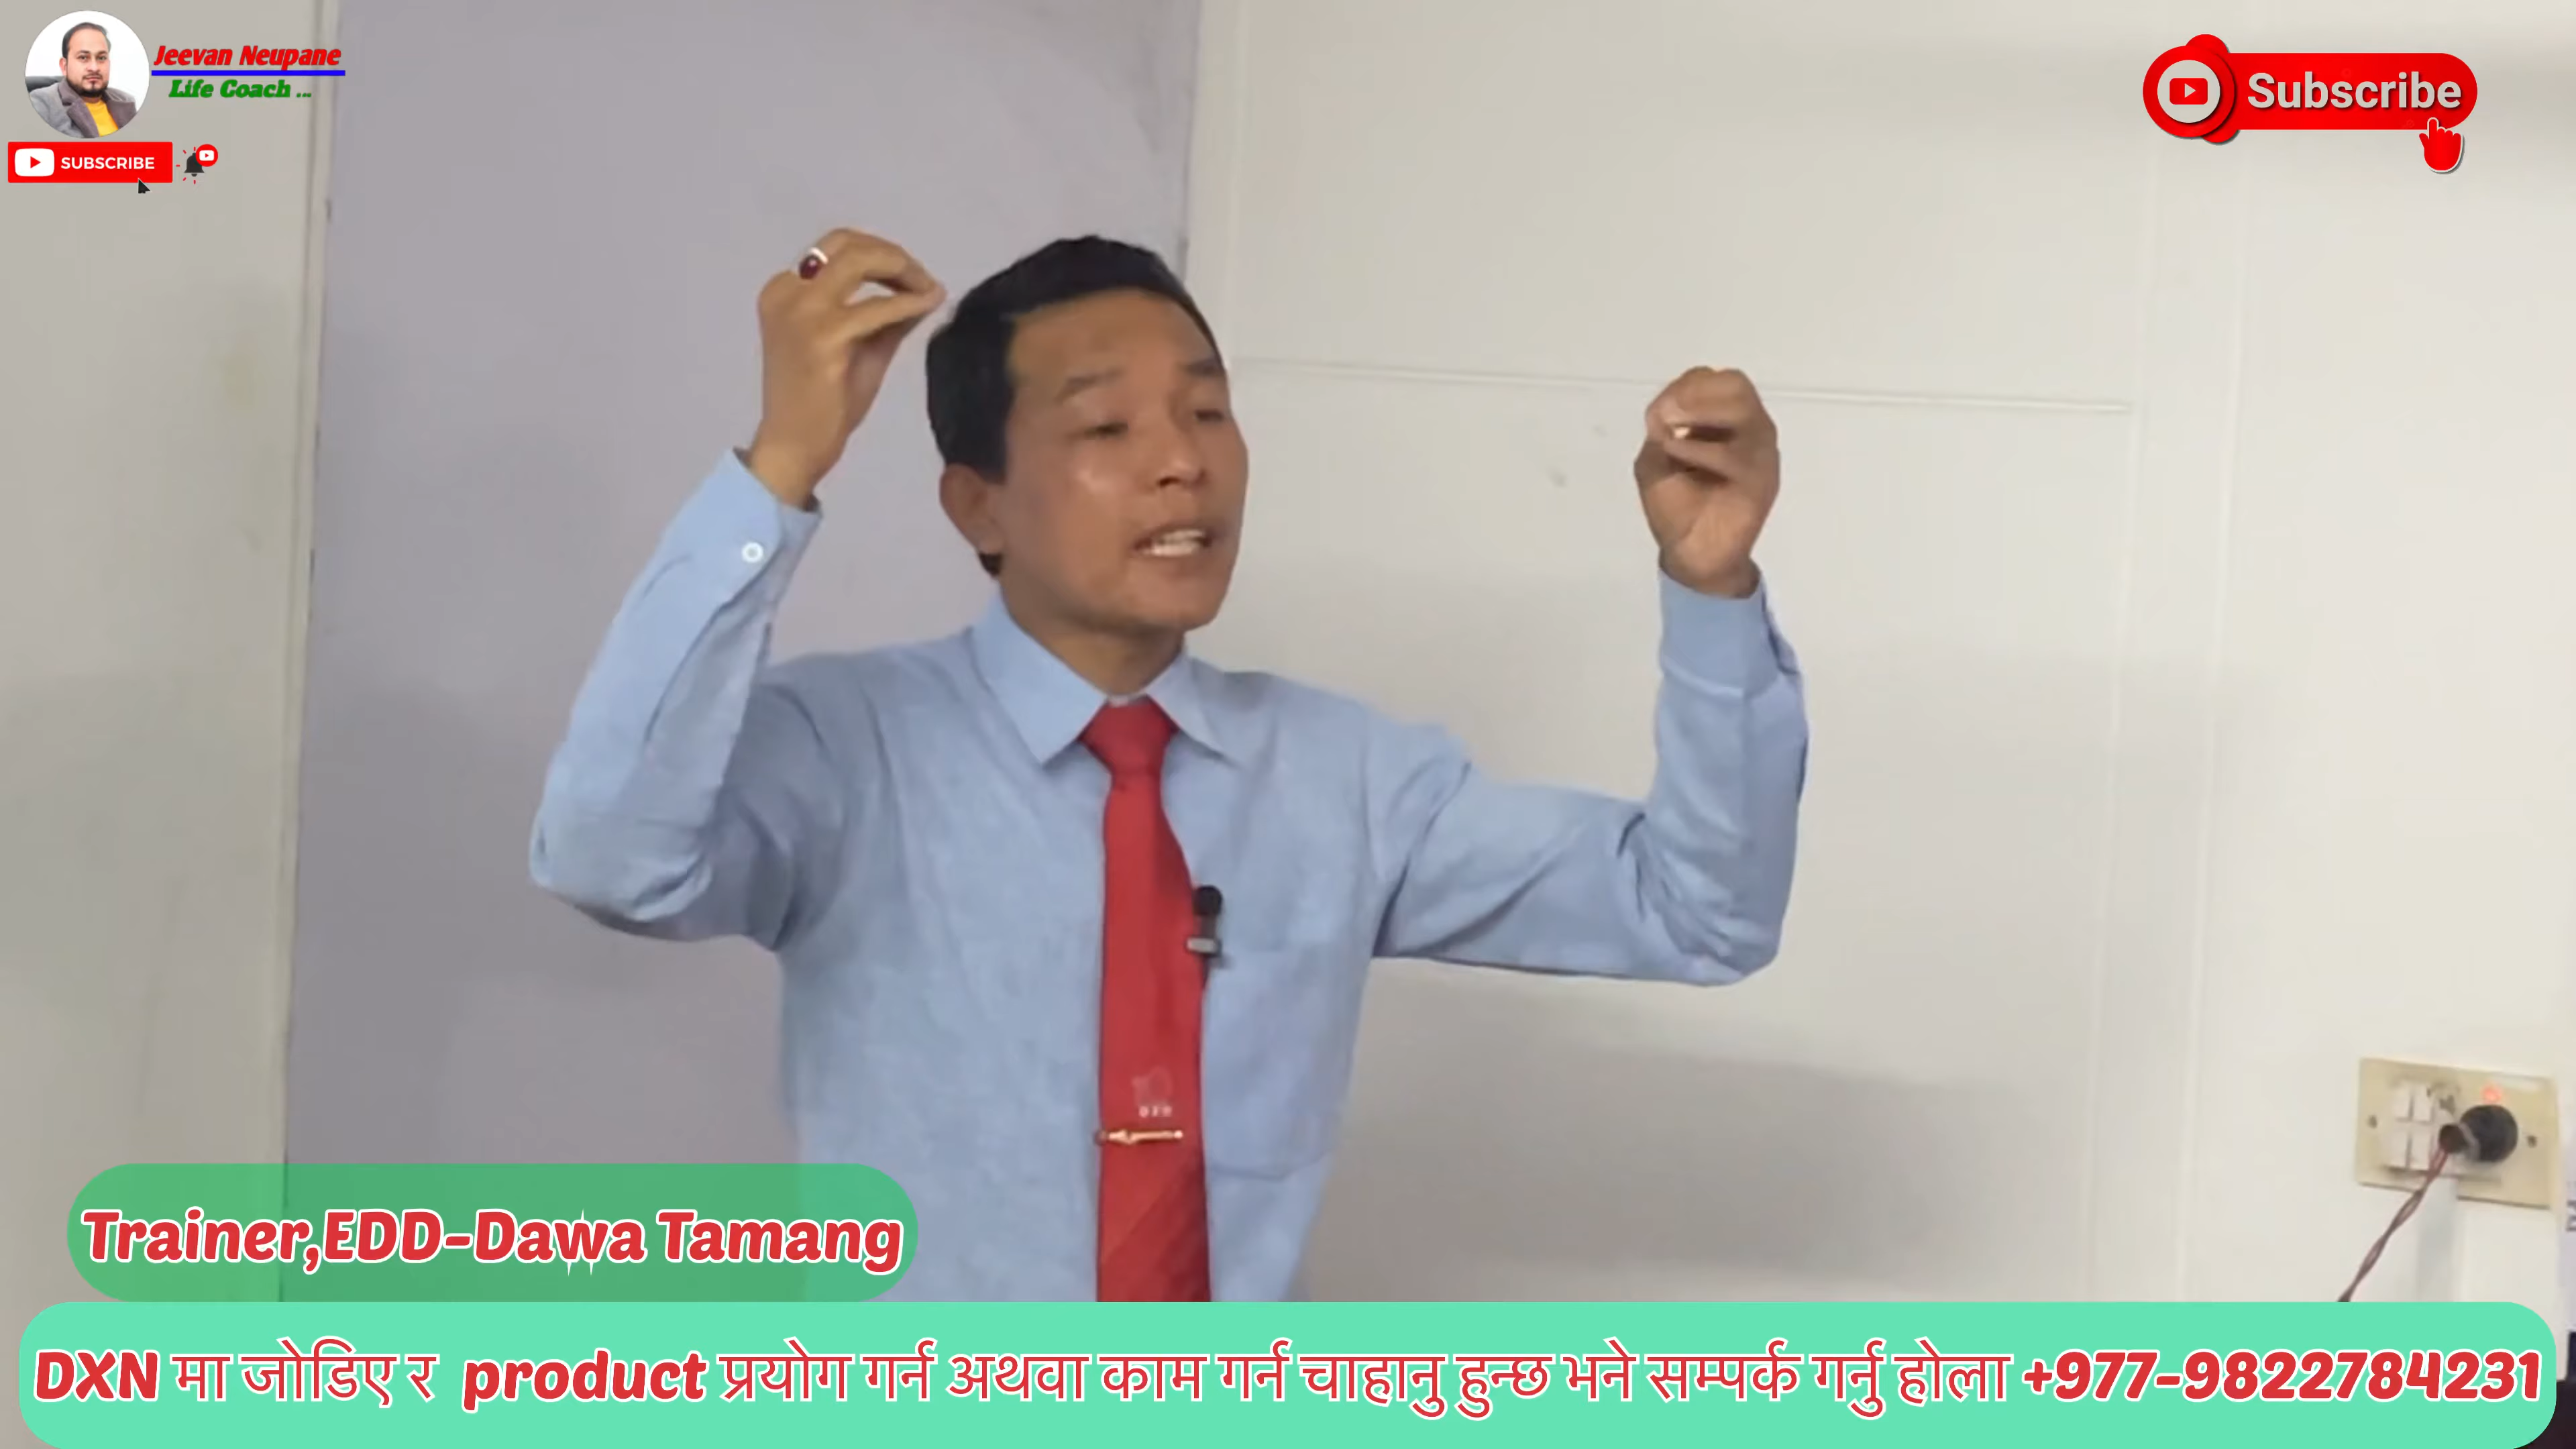 Jeevan Neupane
Life Coach ...
SUBSCRIBE
Subscribe
DXN
Trainer,EDD-Dawa Tamang
DXN मा जोडिए र product प्रयोग गर्न अथवा काम गर्न चाहानु हुन्छ भने सम्पर्क गर्नु होला +977-9822784231